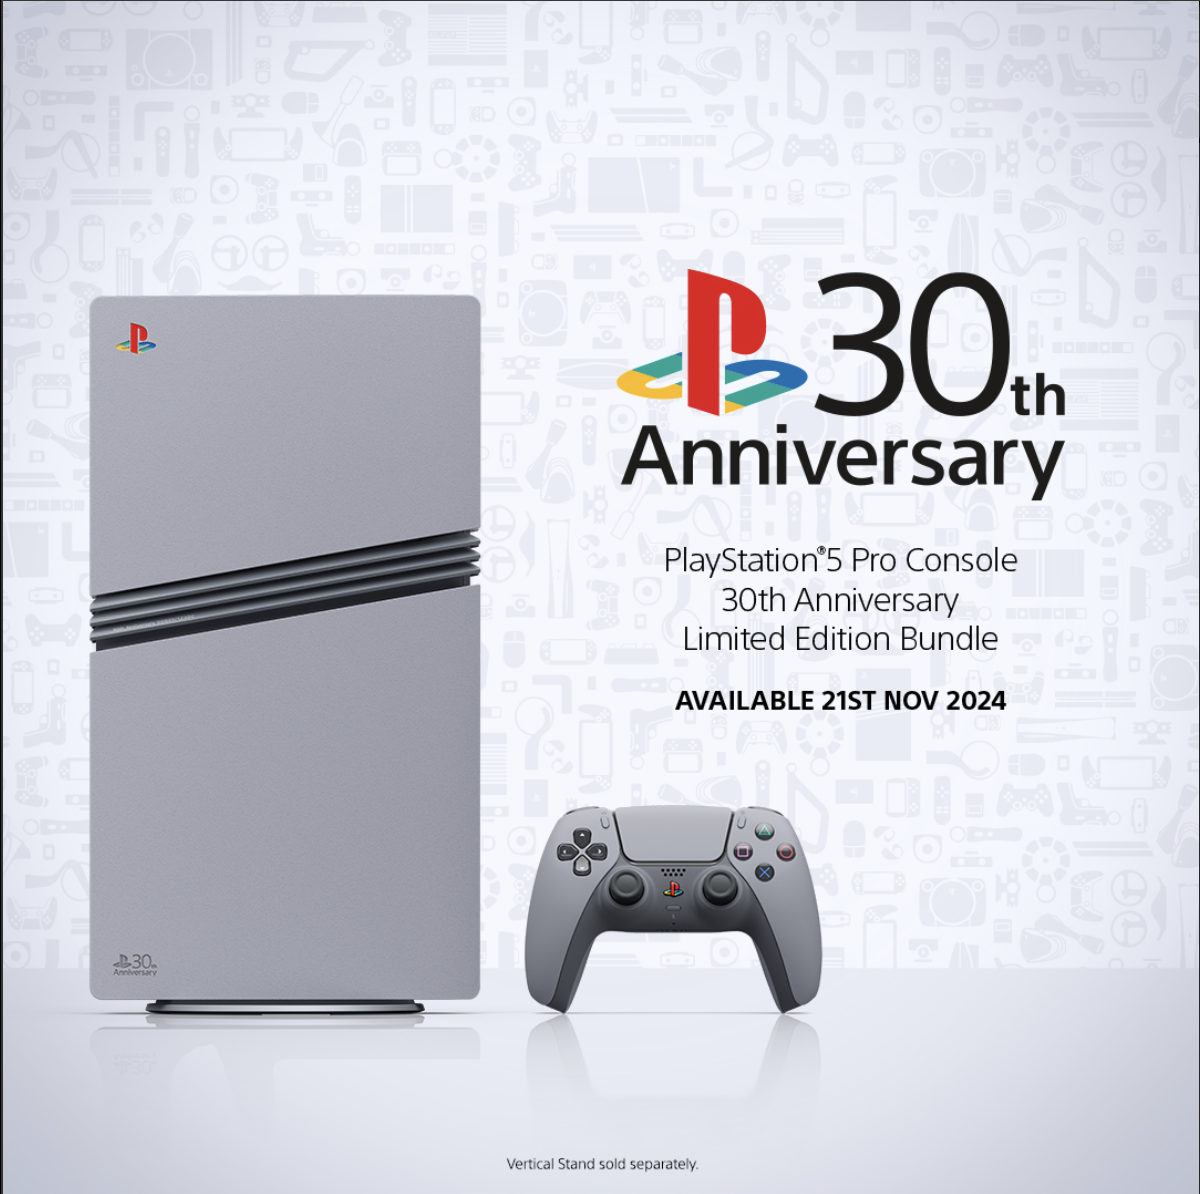 30th
Anniversary
PlayStation®5 Pro Console
30th Anniversary
Limited Edition Bundle
AVAILABLE 21ST NOV 2024
30th
Anniversary
Vertical Stand sold separately.